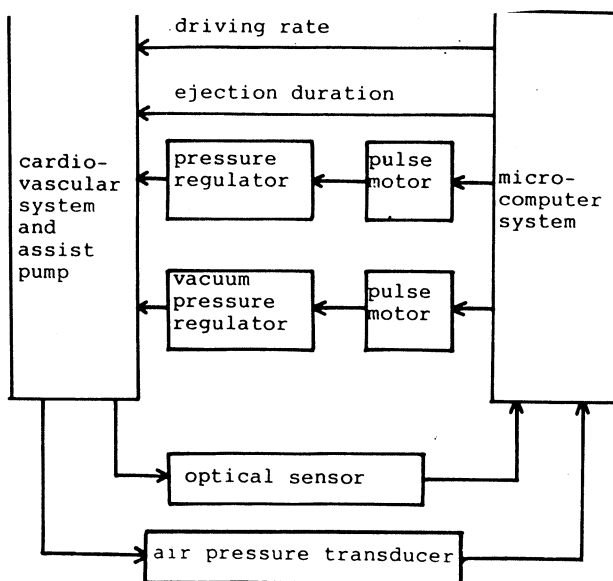 driving rate
ejection duration
cardio-
vascular
system
and
assist
pump
pressure
regulator
pulse
motor
micro-
computer
system
vacuum
pressure
regulator
pulse
motor
optical sensor
air pressure transducer